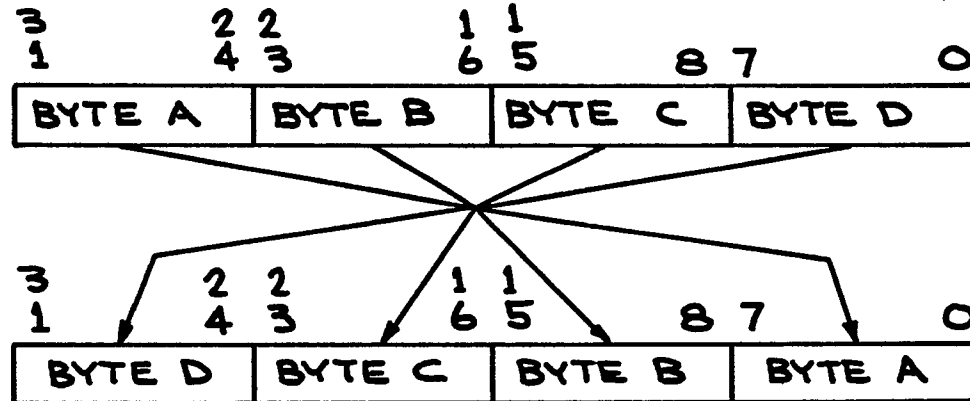 3 2 2 1 1
1 4 3 6 5 8 7 0
BYTE A BYTE B BYTE C BYTE D
3 2 2 1 1
1 4 3 6 5 8 7 0
BYTE D BYTE C BYTE B BYTE A